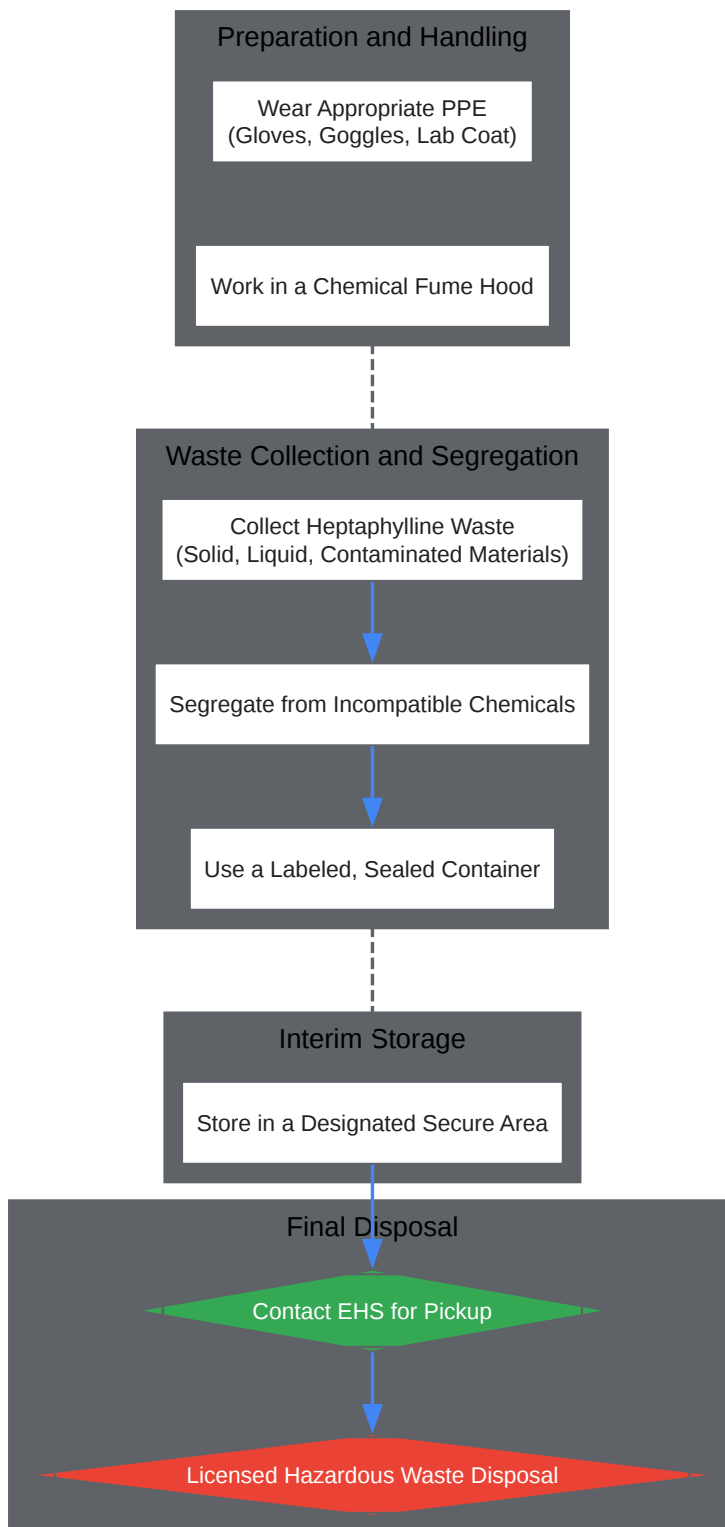 Preparation and Handling
Wear Appropriate PPE
(Gloves, Goggles, Lab Coat)
Work in a Chemical Fume Hood
Waste Collection and Segregation
Collect Heptaphylline Waste
(Solid, Liquid, Contaminated Materials)
Segregate from Incompatible Chemicals
Use a Labeled, Sealed Container
Interim Storage
Store in a Designated Secure Area
Final Disposal
Contact EHS for Pickup
Licensed Hazardous Waste Disposal